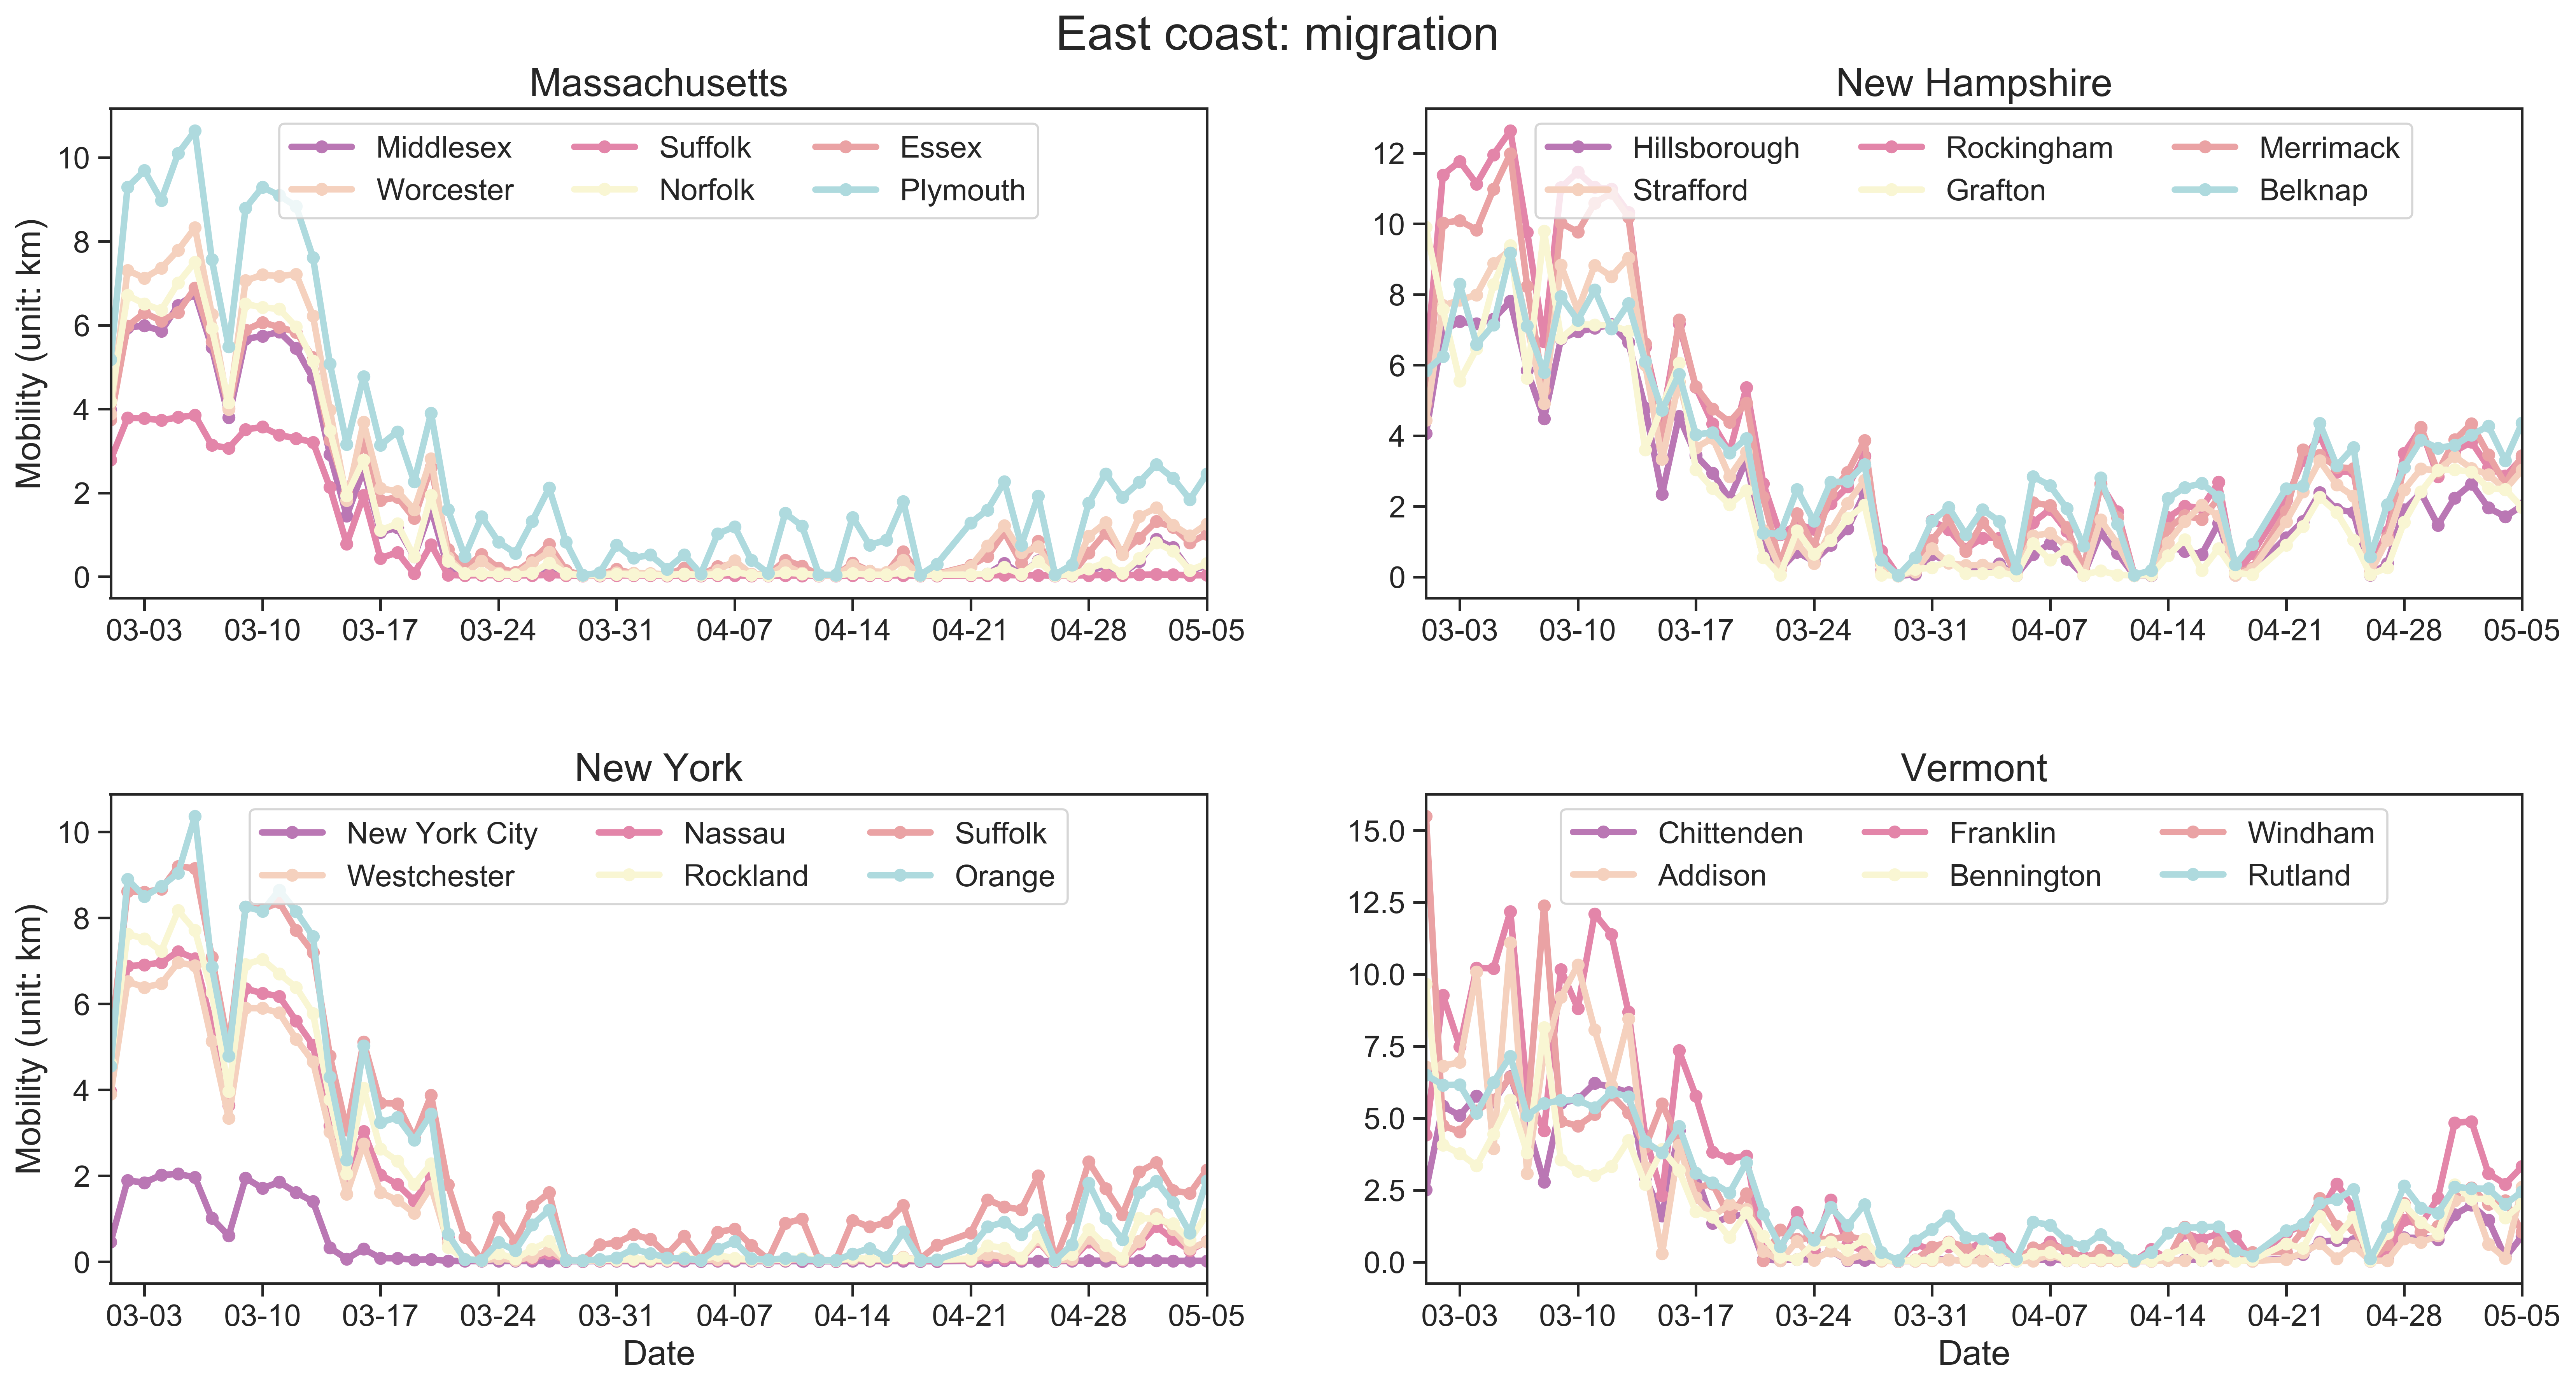 East coast: migration
Massachusetts
Mobility (unit: km)
10
8
6
4
2
0
Middlesex Suffolk Essex
Worcester Norfolk Plymouth
03-03 03-10 03-17 03-24 03-31 04-07 04-14 04-21 04-28 05-05
New Hampshire
12
10
8
6
4
2
0
Hillsborough Rockingham Merrimack
Strafford Grafton Belknap
03-03 03-10 03-17 03-24 03-31 04-07 04-14 04-21 04-28 05-05
New York
Mobility (unit: km)
10
8
6
4
2
0
New York City Nassau Suffolk
Westchester Rockland Orange
03-03 03-10 03-17 03-24 03-31 04-07 04-14 04-21 04-28 05-05
Date
Vermont
15.0
12.5
10.0
7.5
5.0
2.5
0.0
Chittenden Franklin Windham
Addison Bennington Rutland
03-03 03-10 03-17 03-24 03-31 04-07 04-14 04-21 04-28 05-05
Date